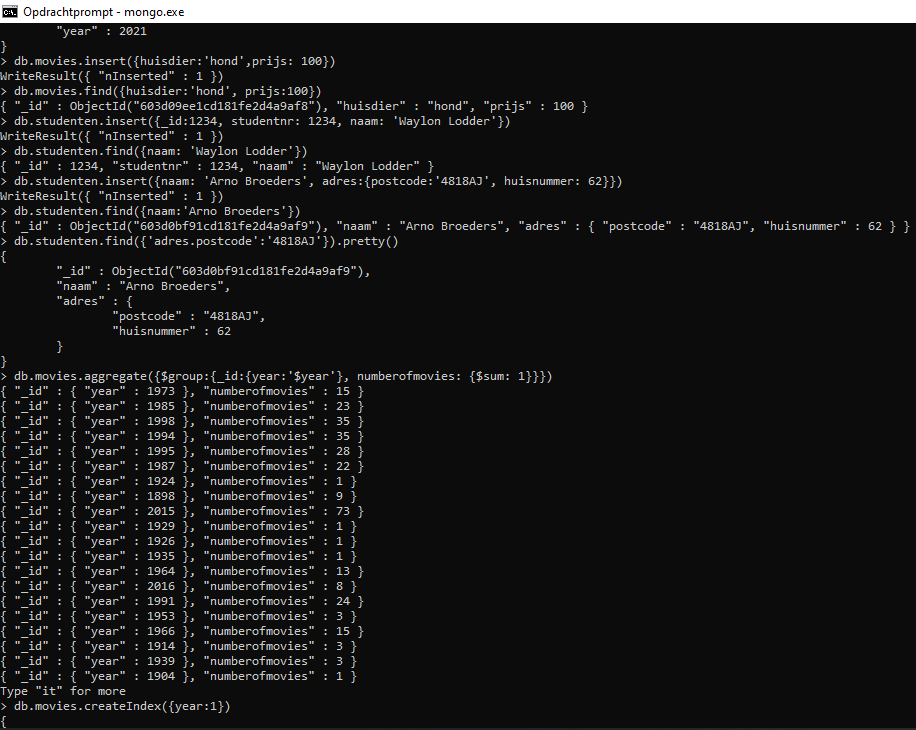 Opdrachtprompt - mongo.exe
"year" : 2021
}
> db.movies.insert({huisdier:'hond',prijs: 100})
WriteResult({ "nInserted" : 1 })
> db.movies.find({huisdier:'hond', prijs:100})
{ "_id" : ObjectId("603d09ee1cd181fe2d4a9af8"), "huisdier" : "hond", "prijs" : 100 }
> db.studenten.insert({_id:1234, studentnr: 1234, naam: 'Waylon Lodder'})
WriteResult({ "nInserted" : 1 })
> db.studenten.find({naam: 'Waylon Lodder'})
{ "_id" : 1234, "studentnr" : 1234, "naam" : "Waylon Lodder" }
> db.studenten.insert({naam: 'Arno Broeders', adres:{postcode:'4818AJ', huisnummer: 62}})
WriteResult({ "nInserted" : 1 })
> db.studenten.find({naam:'Arno Broeders'})
{ "_id" : ObjectId("603d0bf91cd181fe2d4a9af9"), "naam" : "Arno Broeders", "adres" : { "postcode" : "4818AJ", "huisnummer" : 62 } }
> db.studenten.find({'adres.postcode':'4818AJ'}).pretty()
{
"_id" : ObjectId("603d0bf91cd181fe2d4a9af9"),
"naam" : "Arno Broeders",
"adres" : {
"postcode" : "4818AJ",
"huisnummer" : 62
}
}
> db.movies.aggregate({$group:{_id:{year:'$year'}, numberofmovies: {$sum: 1}}})
{ "_id" : { "year" : 1973 }, "numberofmovies" : 15 }
{ "_id" : { "year" : 1985 }, "numberofmovies" : 23 }
{ "_id" : { "year" : 1998 }, "numberofmovies" : 35 }
{ "_id" : { "year" : 1994 }, "numberofmovies" : 35 }
{ "_id" : { "year" : 1995 }, "numberofmovies" : 28 }
{ "_id" : { "year" : 1987 }, "numberofmovies" : 22 }
{ "_id" : { "year" : 1924 }, "numberofmovies" : 1 }
{ "_id" : { "year" : 1898 }, "numberofmovies" : 9 }
{ "_id" : { "year" : 2015 }, "numberofmovies" : 73 }
{ "_id" : { "year" : 1929 }, "numberofmovies" : 1 }
{ "_id" : { "year" : 1926 }, "numberofmovies" : 1 }
{ "_id" : { "year" : 1935 }, "numberofmovies" : 1 }
{ "_id" : { "year" : 1964 }, "numberofmovies" : 13 }
{ "_id" : { "year" : 2016 }, "numberofmovies" : 8 }
{ "_id" : { "year" : 1991 }, "numberofmovies" : 24 }
{ "_id" : { "year" : 1953 }, "numberofmovies" : 3 }
{ "_id" : { "year" : 1966 }, "numberofmovies" : 15 }
{ "_id" : { "year" : 1914 }, "numberofmovies" : 3 }
{ "_id" : { "year" : 1939 }, "numberofmovies" : 3 }
{ "_id" : { "year" : 1904 }, "numberofmovies" : 1 }
Type "it" for more
> db.movies.createIndex({year:1})
{